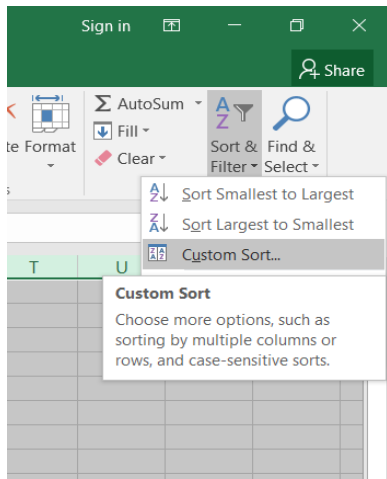 Sign in
Share
AutoSum
Fill
Clear
te Format
Sort &
Filter
Find &
Select
Sort Smallest to Largest
Sort Largest to Smallest
Custom Sort...
T U
Custom Sort
Choose more options, such as
sorting by multiple columns or
rows, and case-sensitive sorts.